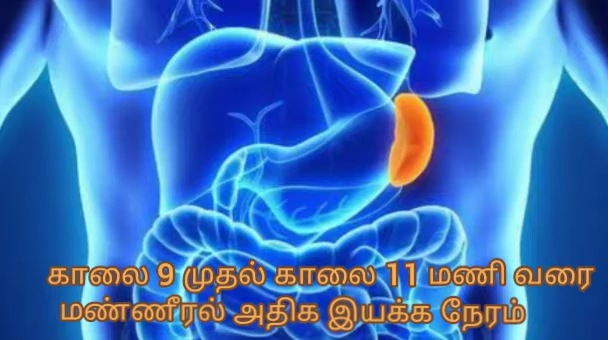 காலை 9 முதல் காலை 11 மணி வரை
மண்ணீரல் அதிக இயக்க நேரம்